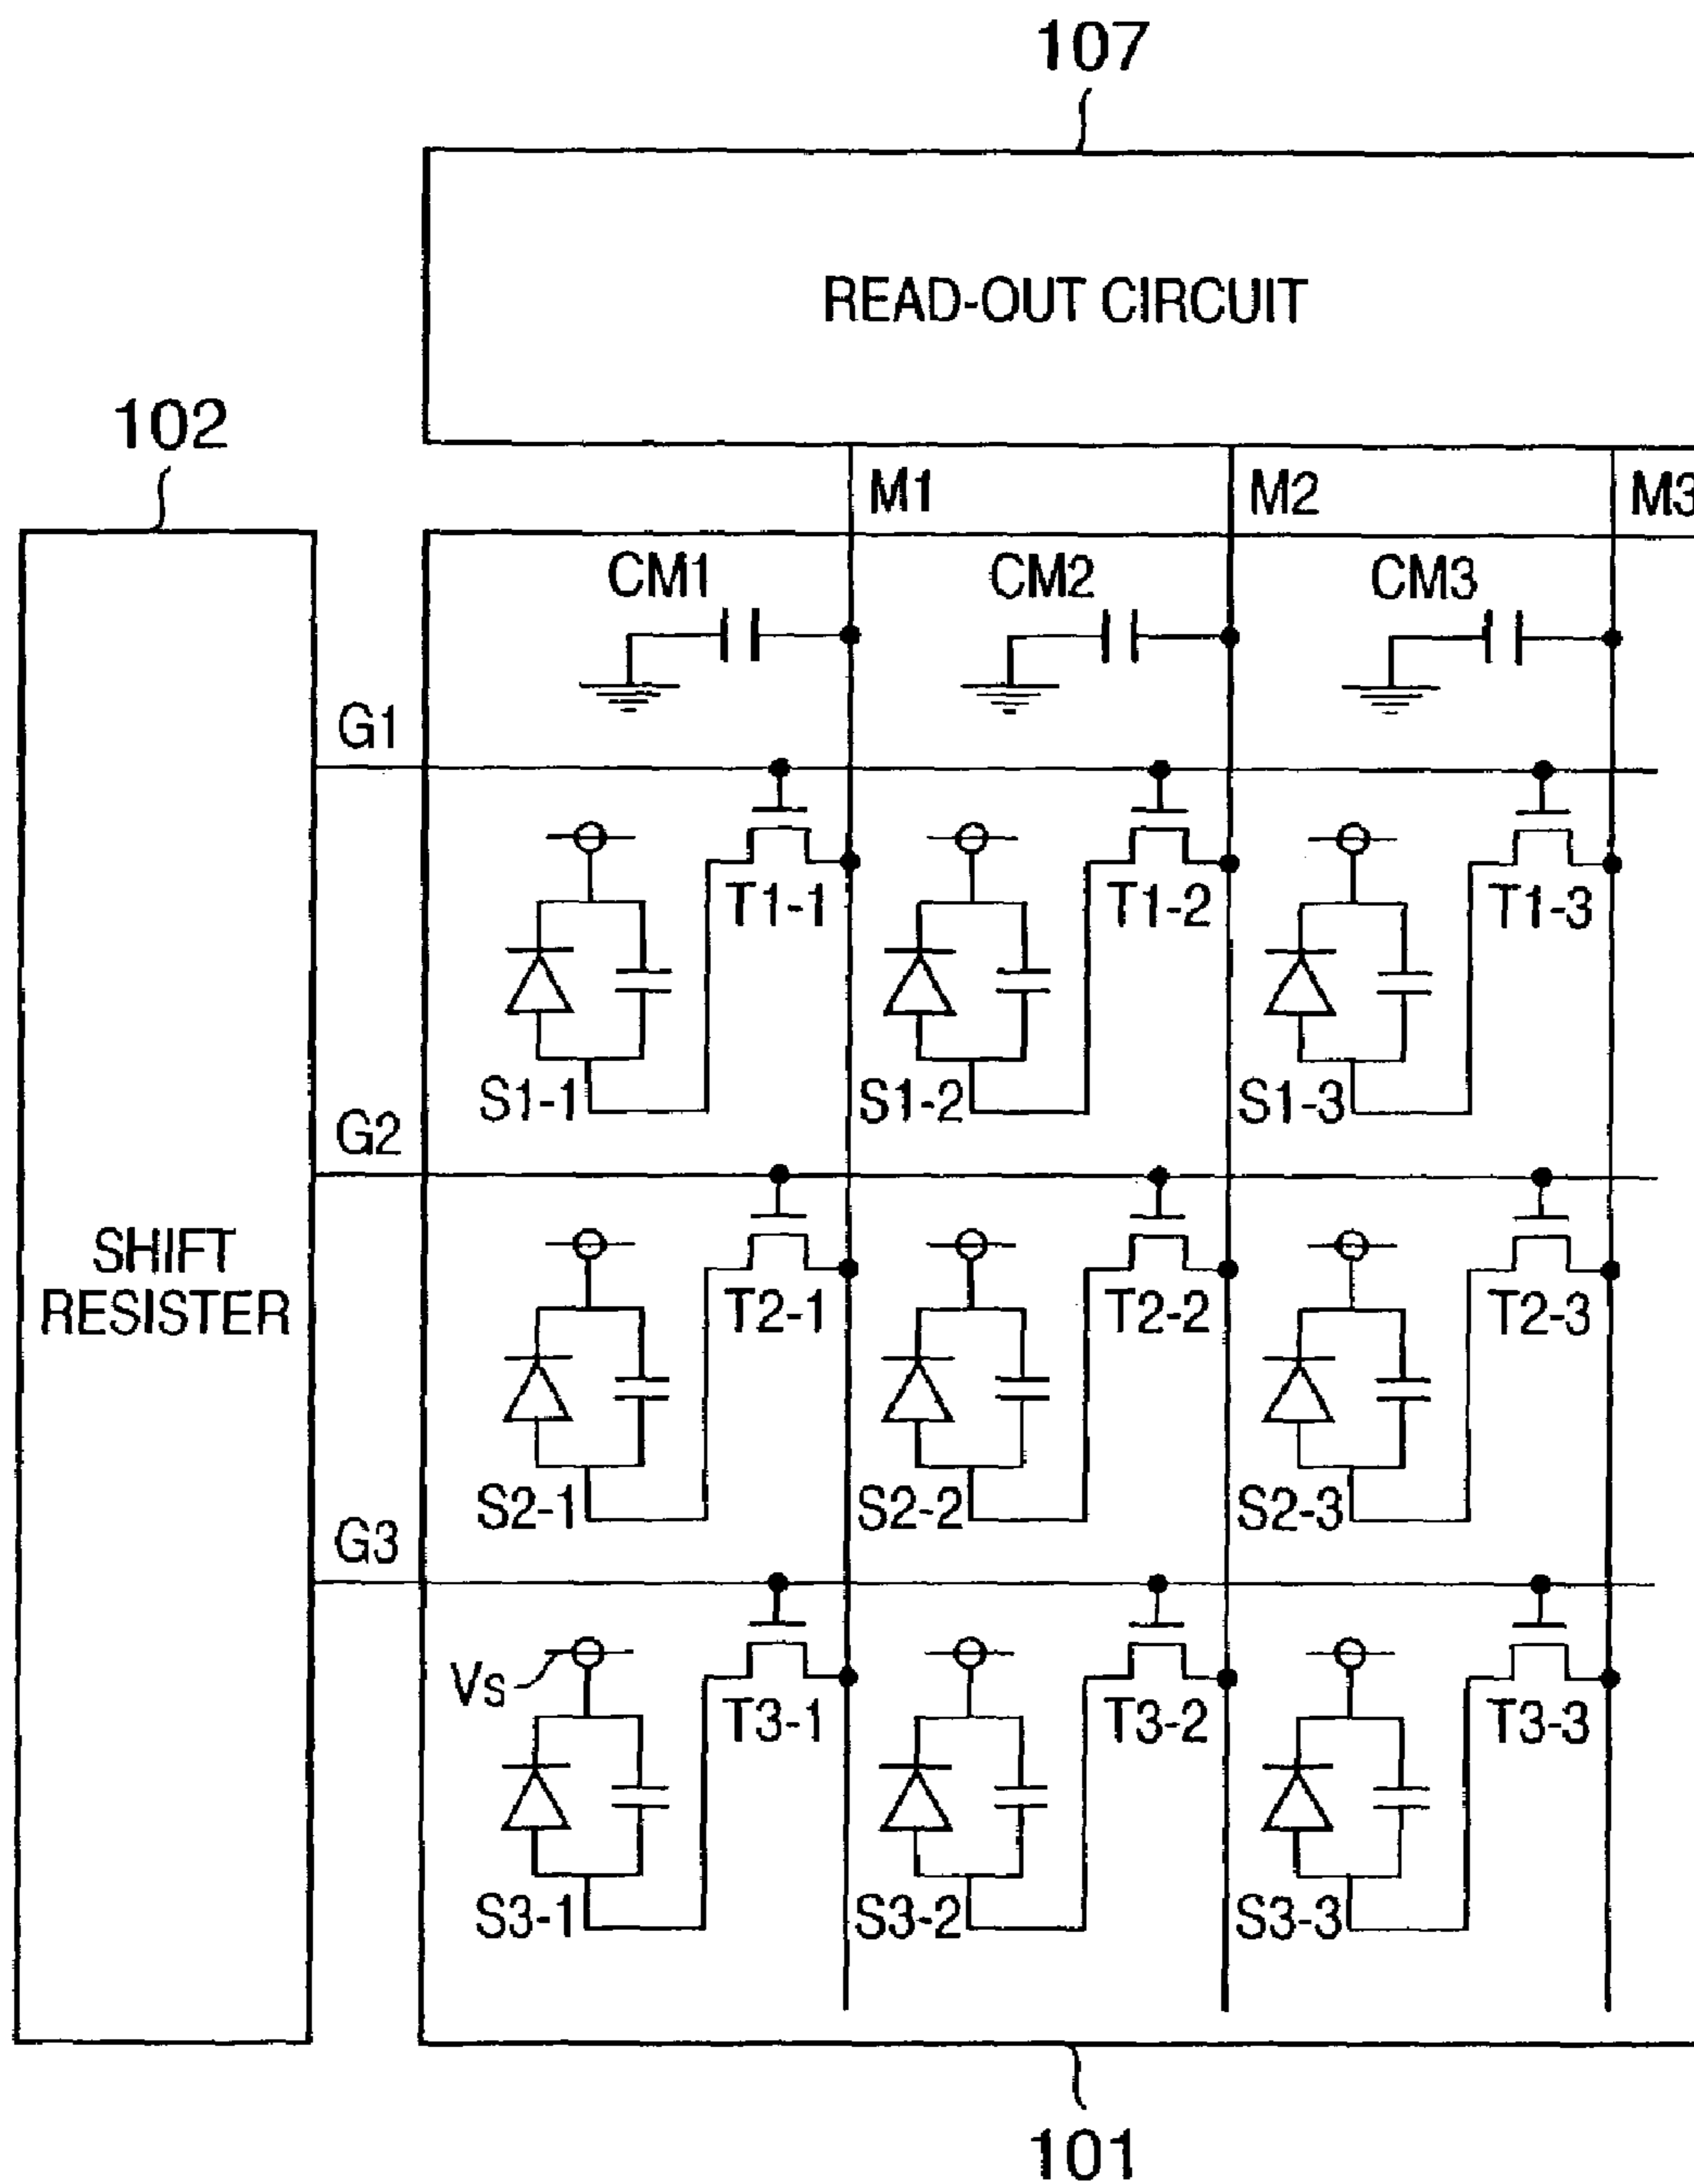 107
READ-OUT CIRCUIT
102
M1 M2 M3
CM1 CM2 CM3
G1
T1-1 T1-2 T1-3
S1-1 S1-2 S1-3
G2
SHIFT
RESISTER
T2-1 T2-2 T2-3
S2-1 S2-2 S2-3
G3
Vs
T3-1 T3-2 T3-3
S3-1 S3-2 S3-3
101